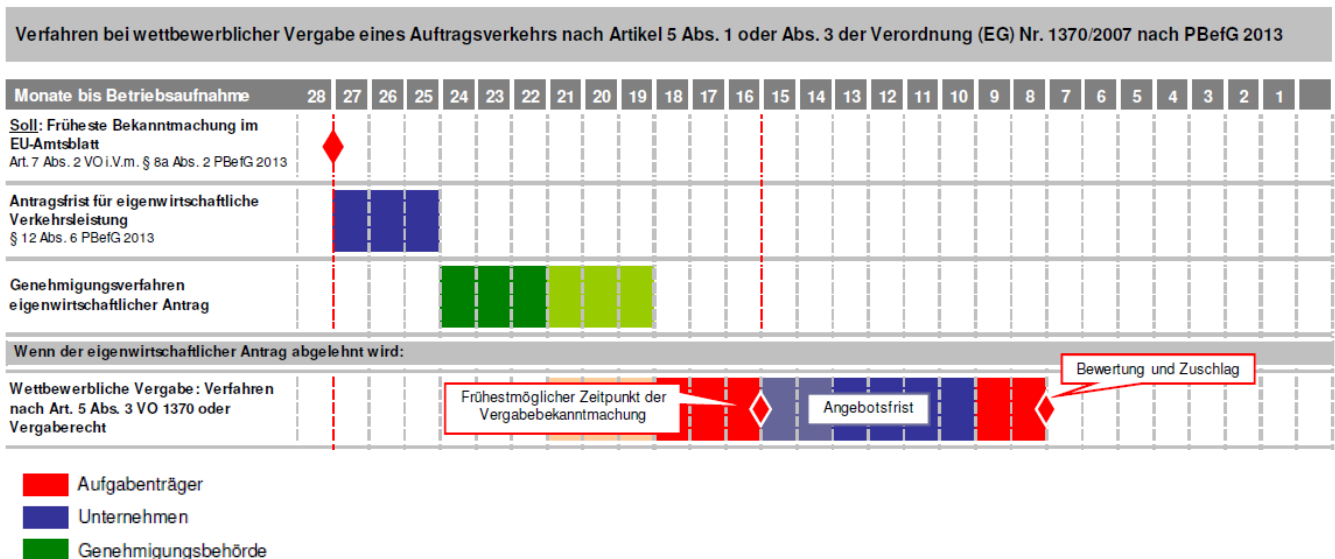 Verfahren bei wettbewerblicher Vergabe eines Auftragsverkehrs nach Artikel 5 Abs. 1 oder Abs. 3 der Verordnung (EG) Nr. 1370/2007 nach PBefG 2013
Monate bis Betriebsaufnahme 28 27 26 25 24 23 22 21 20 19 18 17 16 15 14 13 12 11 10 9 8 7 6 5 4 3 2 1
Soll: Früheste Bekanntmachung im
EU-Amtsblatt
Art. 7 Abs. 2 VO i.V.m. § 8a Abs. 2 PBefG 2013
Antragsfrist für eigenwirtschaftliche
Verkehrsleistung
§ 12 Abs. 6 PBefG 2013
Genehmigungsverfahren
eigenwirtschaftlicher Antrag
Wenn der eigenwirtschaftlicher Antrag abgelehnt wird:
Wettbewerbliche Vergabe: Verfahren
nach Art. 5 Abs. 3 VO 1370 oder
Vergaberecht
Frühestmöglicher Zeitpunkt der
Vergabebekanntmachung
Angebotsfrist
Bewertung und Zuschlag
Aufgabenträger
Unternehmen
Genehmigungsbehörde